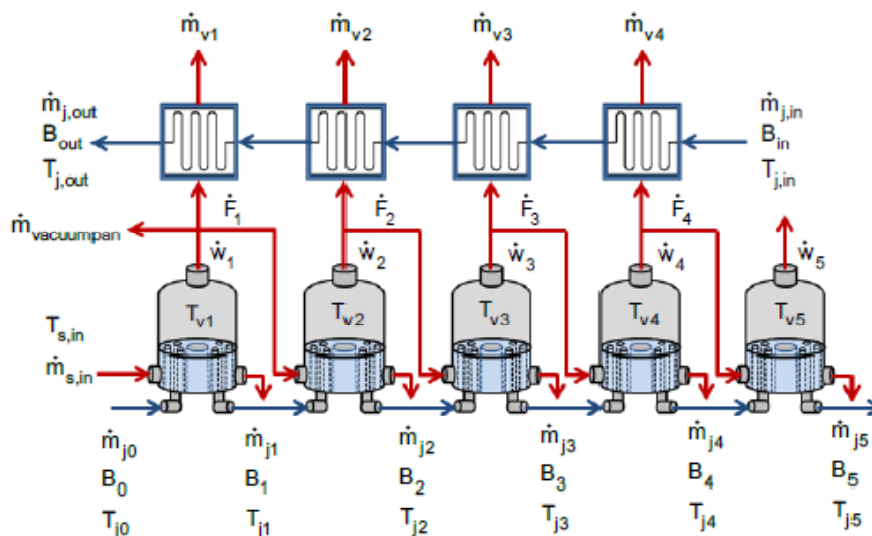 ṁv1 ṁv2 ṁv3 ṁv4
ṁj,out ṁj,in
Bout Bin
Tj,out Tj,in
Ḟ1 Ḟ2 Ḟ3 Ḟ4
ṁvacuumpan
ẇ1 ẇ2 ẇ3 ẇ4 ẇ5
Tv1 Tv2 Tv3 Tv4 Tv5
Ts,in
ṁs,in
ṁj0 ṁj1 ṁj2 ṁj3 ṁj4 ṁj5
B0 B1 B2 B3 B4 B5
Tj0 Tj1 Tj2 Tj3 Tj4 Tj5